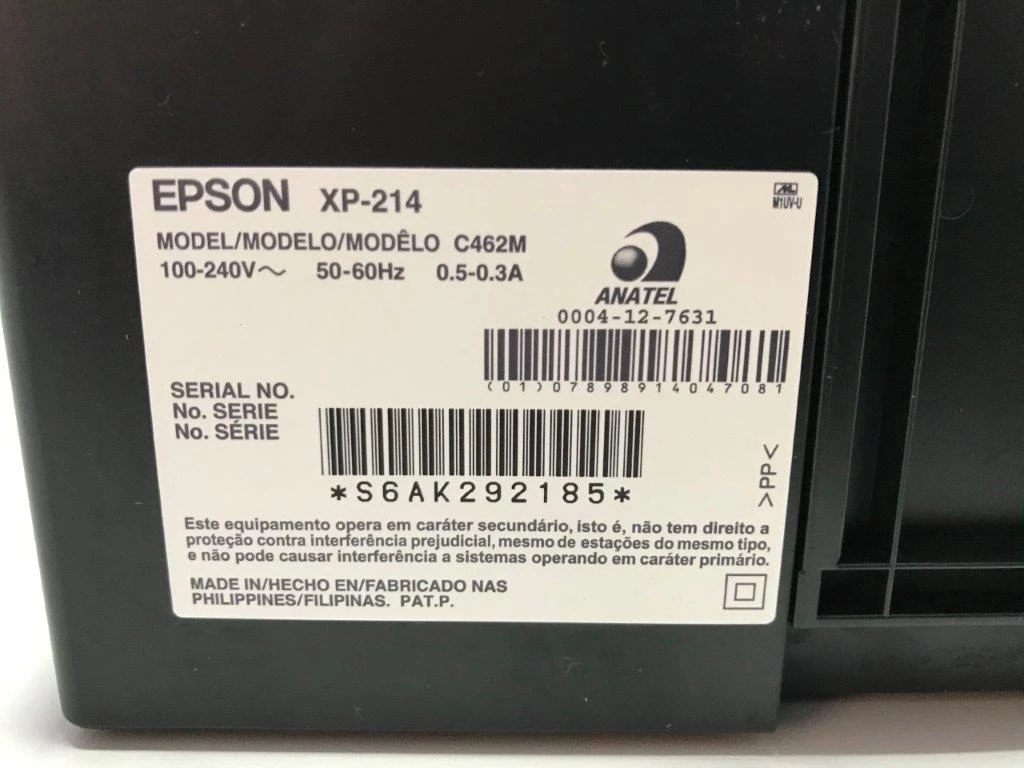 EPSON XP-214
M1UV-U
MODEL/MODELO/MODÊLO C462M
100-240V～ 50-60Hz 0.5-0.3A
ANATEL
0004-12-7631
(01)07898914047081
SERIAL NO.
No. SERIE
No. SÉRIE
*S6AK292185*
>PP<
Este equipamento opera em caráter secundário, isto é, não tem direito a
proteção contra interferência prejudicial, mesmo de estações do mesmo tipo,
e não pode causar interferência a sistemas operando em caráter primário.
MADE IN/HECHO EN/FABRICADO NAS
PHILIPPINES/FILIPINAS. PAT.P.